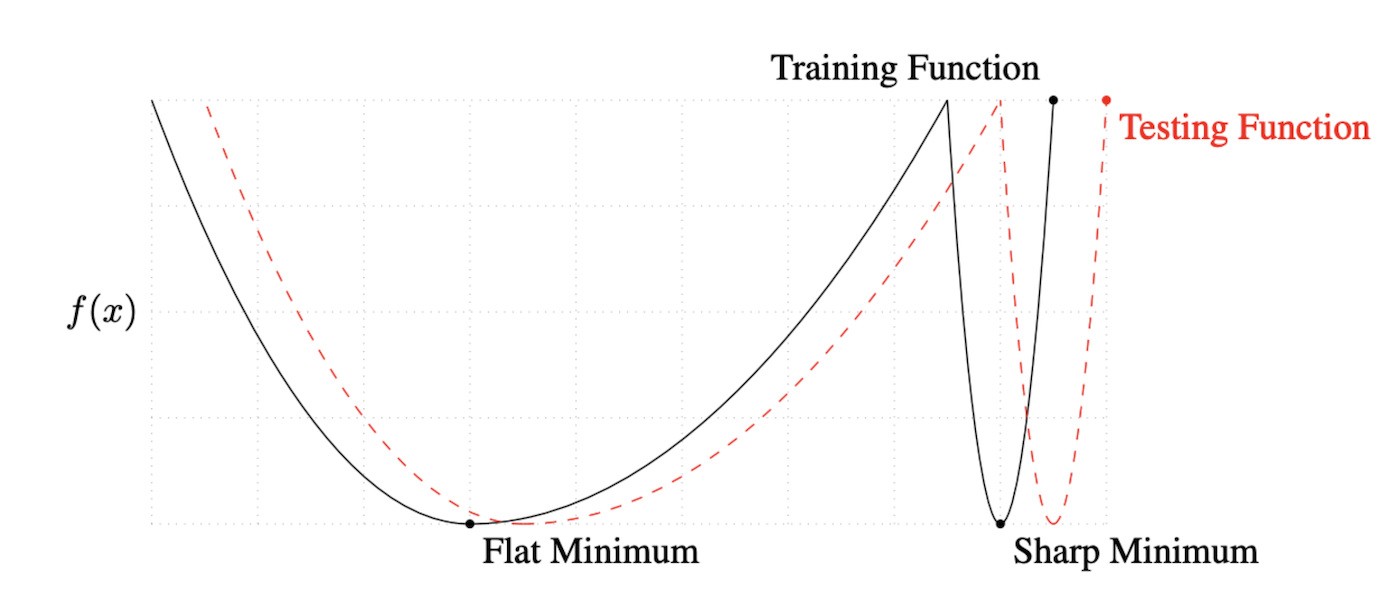 Training Function
Testing Function
f(x)
Flat Minimum
Sharp Minimum